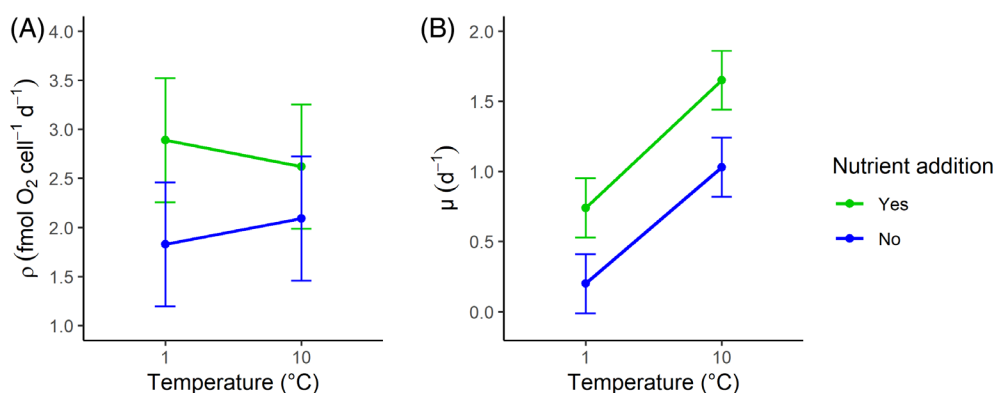 (A)
4.0
3.5
3.0
2.5
2.0
1.5
1.0
ρ (fmol O₂ cell⁻¹ d⁻¹)
1 10
Temperature (°C)
(B)
2.0
1.5
1.0
0.5
0.0
μ (d⁻¹)
1 10
Temperature (°C)
Nutrient addition
Yes
No